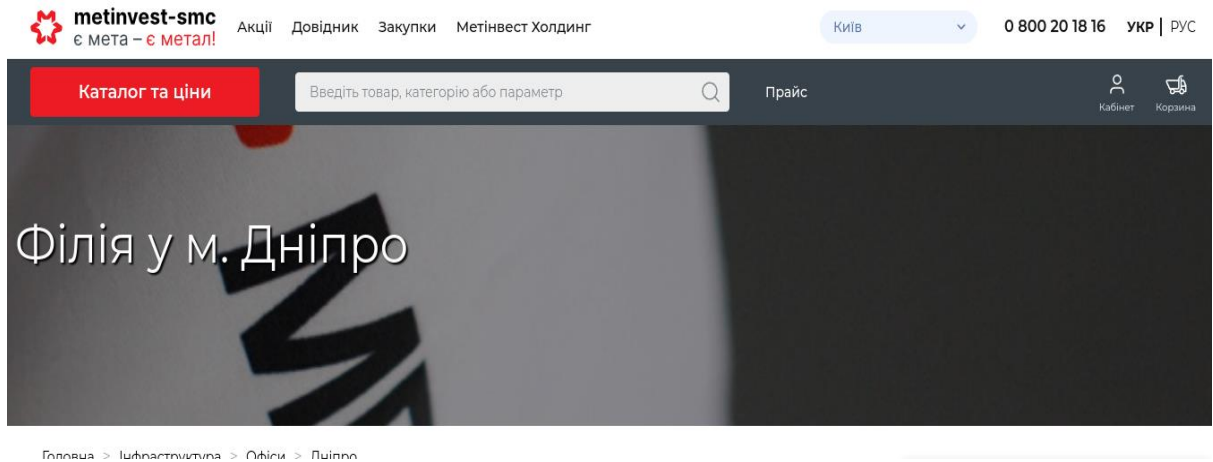 metinvest-smc
є мета – є метал!
Акції Довідник Закупки Метінвест Холдинг
Київ
0 800 20 18 16 УКР | РУС
Каталог та ціни
Введіть товар, категорію або параметр
Прайс
Кабінет Корзина
Філія у м. Дніпро
Головна > Інфраструктура > Офіси > Дніпро